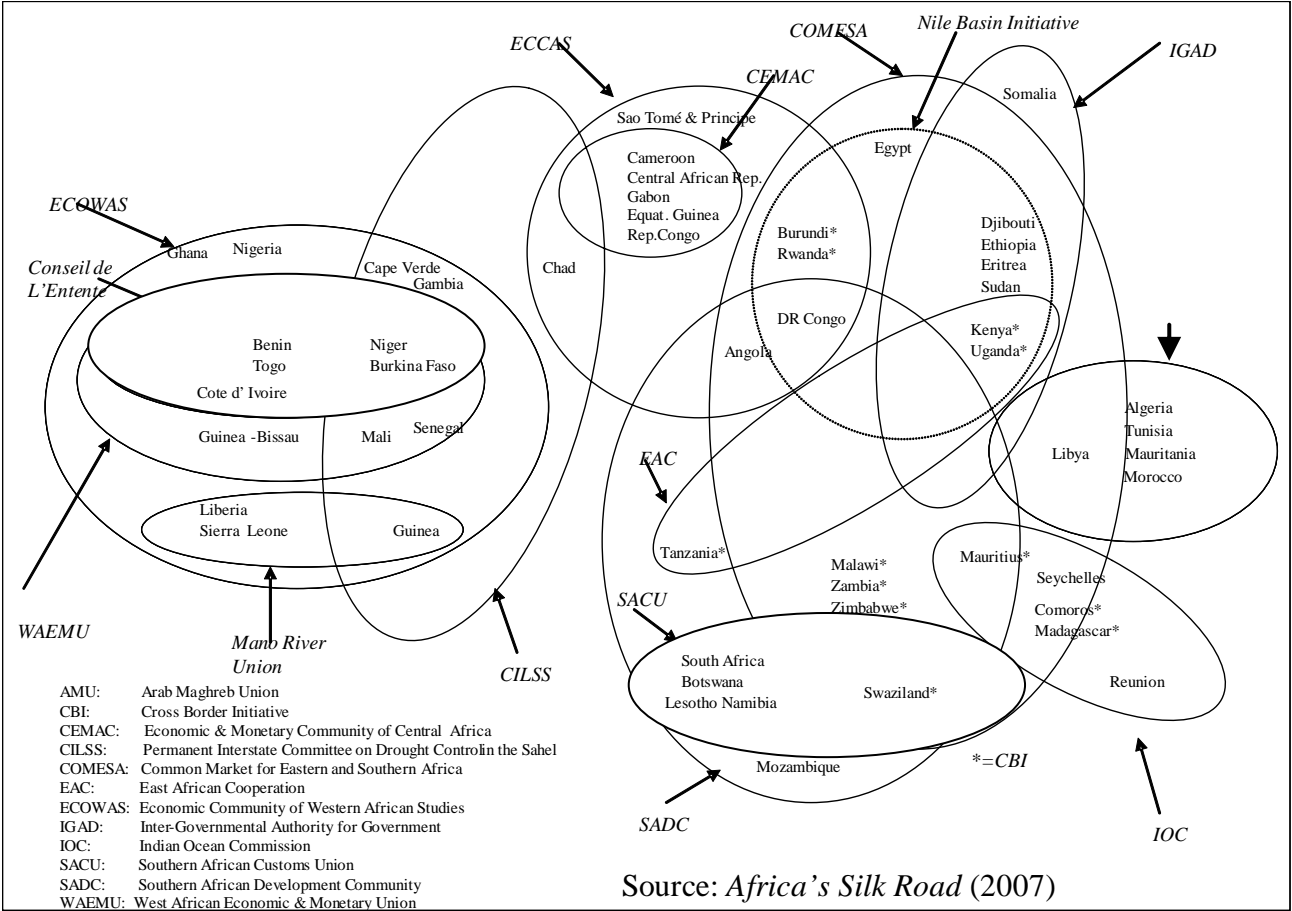 ECCAS
COMESA
Nile Basin Initiative
IGAD
CEMAC
Somalia
Sao Tomé & Principe
Egypt
Cameroon
Central African Rep.
Gabon
Equat. Guinea
Rep.Congo
ECOWAS
Ghana
Nigeria
Conseil de
L'Entente
Cape Verde
Gambia
Chad
Burundi*
Rwanda*
Djibouti
Ethiopia
Eritrea
Sudan
DR Congo
Angola
Kenya*
Uganda*
Benin
Togo
Cote d' Ivoire
Niger
Burkina Faso
Guinea -Bissau
Mali
Senegal
Algeria
Tunisia
Libya
Mauritania
Morocco
EAC
Liberia
Sierra Leone
Guinea
Tanzania*
Malawi*
Zambia*
Zimbabwe*
Mauritius*
Seychelles
Comoros*
Madagascar*
Reunion
SACU
WAEMU
Mano River
Union
CILSS
South Africa
Botswana
Lesotho Namibia
Swaziland*
Mozambique
*=CBI
SADC
IOC
AMU: Arab Maghreb Union
CBI: Cross Border Initiative
CEMAC: Economic & Monetary Community of Central Africa
CILSS: Permanent Interstate Committee on Drought Controlin the Sahel
COMESA: Common Market for Eastern and Southern Africa
EAC: East African Cooperation
ECOWAS: Economic Community of Western African Studies
IGAD: Inter-Governmental Authority for Government
IOC: Indian Ocean Commission
SACU: Southern African Customs Union
SADC: Southern African Development Community
WAEMU: West African Economic & Monetary Union
Source: Africa's Silk Road (2007)